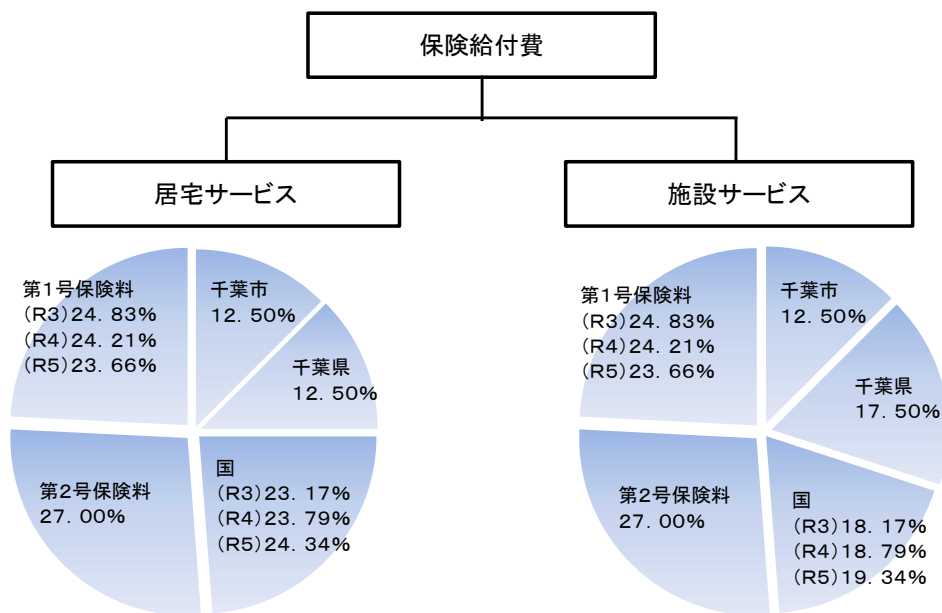 保険給付費
居宅サービス
施設サービス
第1号保険料
(R3)24. 83%
(R4)24. 21%
(R5)23. 66%
千葉市
12. 50%
千葉県
12. 50%
国
(R3)23. 17%
(R4)23. 79%
(R5)24. 34%
第2号保険料
27. 00%
第1号保険料
(R3)24. 83%
(R4)24. 21%
(R5)23. 66%
千葉市
12. 50%
千葉県
17. 50%
国
(R3)18. 17%
(R4)18. 79%
(R5)19. 34%
第2号保険料
27. 00%